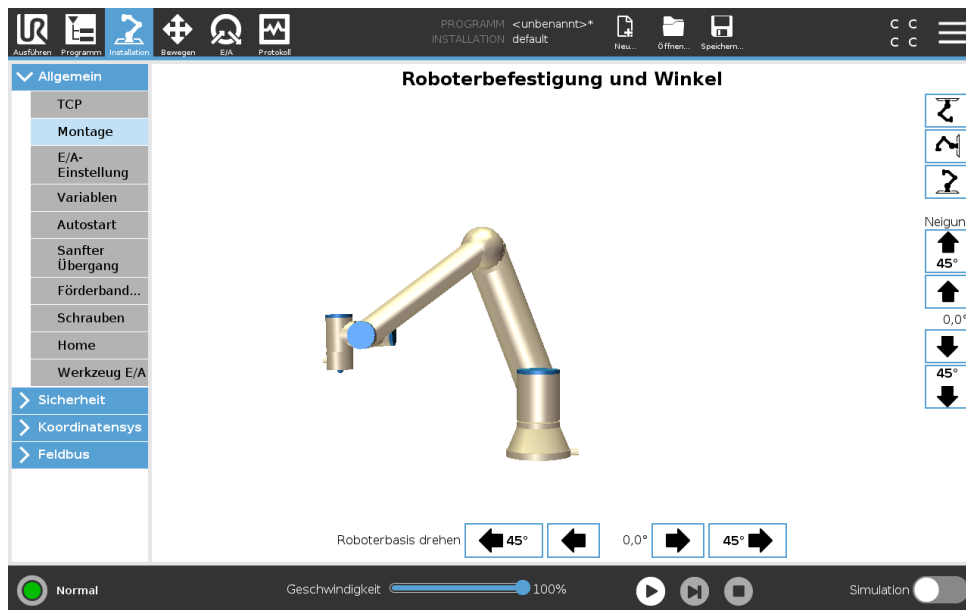 PROGRAMM <unbenannt>*
INSTALLATION default
Ausführen Programm Installation Bewegen E/A Protokoll Neu... Öffnen... Speichern...
C C
C C
Allgemein
TCP
Montage
E/A-
Einstellung
Variablen
Autostart
Sanfter
Übergang
Förderband...
Schrauben
Home
Werkzeug E/A
Sicherheit
Koordinatensys
Feldbus
Roboterbefestigung und Winkel
Neigun
45°
0,0°
45°
Roboterbasis drehen 45° 0,0° 45°
Normal Geschwindigkeit 100% Simulation